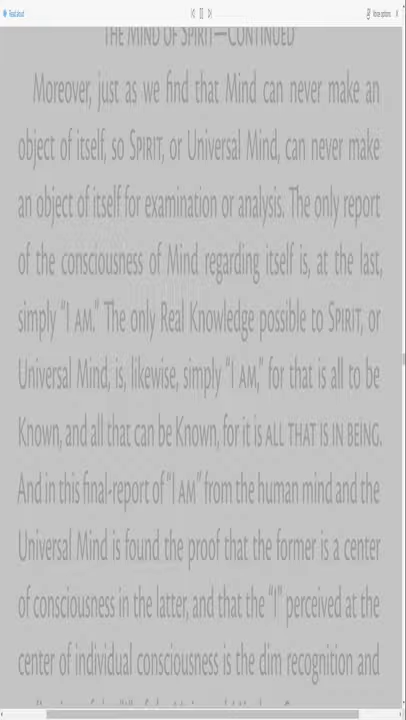 Read aloud
Voice options
THE MIND OF SPIRIT—CONTINUED
Moreover, just as we find that Mind can never make an
object of itself, so SPIRIT, or Universal Mind, can never make
an object of itself for examination or analysis. The only report
of the consciousness of Mind regarding itself is, at the last,
simply “I AM.” The only Real Knowledge possible to SPIRIT, or
Universal Mind, is, likewise, simply “I AM,” for that is all to be
Known, and all that can be Known, for it is ALL THAT IS IN BEING.
And in this final-report of “I AM” from the human mind and the
Universal Mind is found the proof that the former is a center
of consciousness in the latter, and that the “I” perceived at the
center of individual consciousness is the dim recognition and